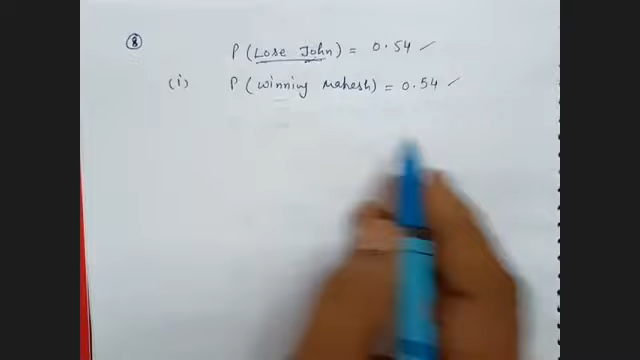 8 P (Lose John) = 0.54 ✓
(i) P (winning Mahesh) = 0.54 ✓